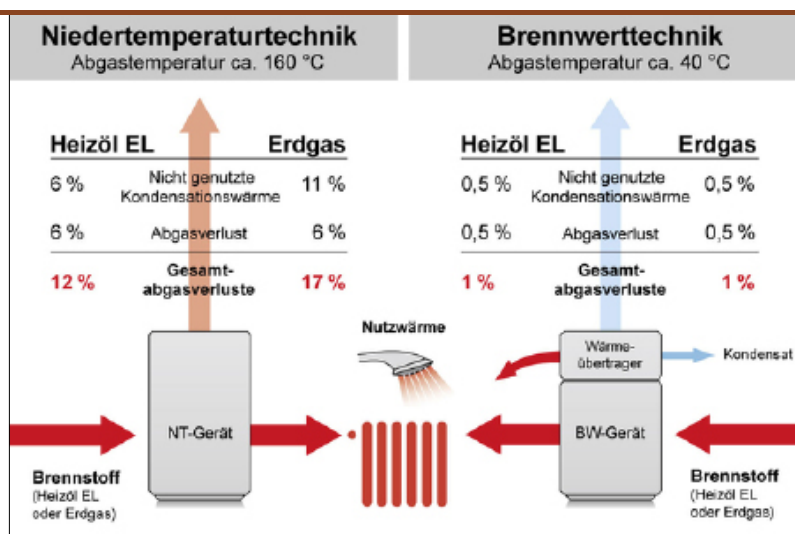 Niedertemperaturtechnik
Abgastemperatur ca. 160 °C
Heizöl EL Erdgas
6 % Nicht genutzte Kondensationswärme 11 %
6 % Abgasverlust 6 %
12 % Gesamt-abgasverluste 17 %
NT-Gerät
Brennstoff
(Heizöl EL
oder Erdgas)
Nutzwärme
Brennwerttechnik
Abgastemperatur ca. 40 °C
Heizöl EL Erdgas
0,5 % Nicht genutzte Kondensationswärme 0,5 %
0,5 % Abgasverlust 0,5 %
1 % Gesamt-abgasverluste 1 %
Wärme-
übertrager
Kondensat
BW-Gerät
Brennstoff
(Heizöl EL
oder Erdgas)